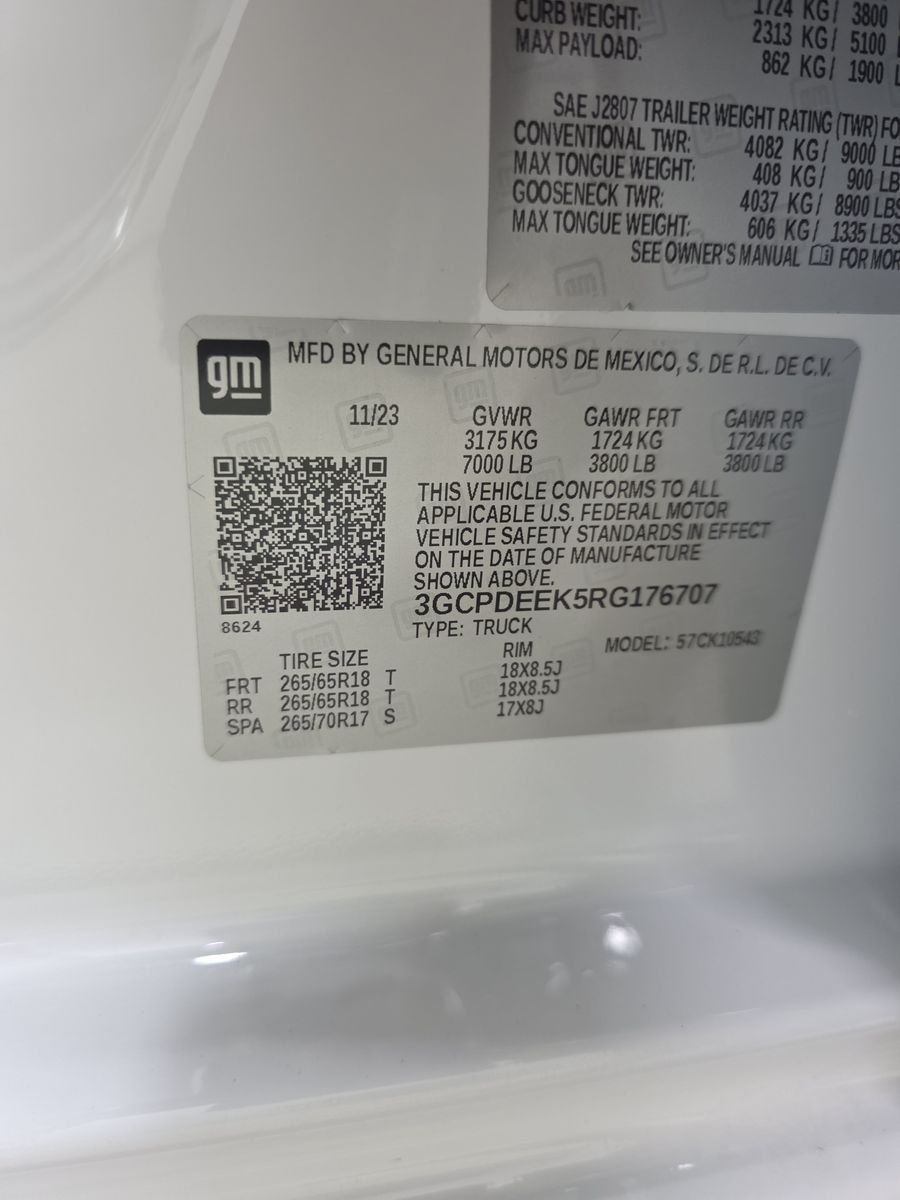 CURB WEIGHT: 1724 KG/ 3800
MAX PAYLOAD: 2313 KG/ 5100
862 KG/ 1900
SAE J2807 TRAILER WEIGHT RATING (TWR) FO
CONVENTIONAL TWR: 4082 KG/ 9000 LB
MAX TONGUE WEIGHT: 408 KG/ 900 LB
GOOSENECK TWR: 4037 KG/ 8900 LBS
MAX TONGUE WEIGHT: 606 KG/ 1335 LBS
SEE OWNER'S MANUAL FOR MOR
gm MFD BY GENERAL MOTORS DE MEXICO, S. DE R.L. DE C.V.
11/23 GVWR GAWR FRT GAWR RR
3175 KG 1724 KG 1724 KG
7000 LB 3800 LB 3800 LB
THIS VEHICLE CONFORMS TO ALL
APPLICABLE U.S. FEDERAL MOTOR
VEHICLE SAFETY STANDARDS IN EFFECT
ON THE DATE OF MANUFACTURE
SHOWN ABOVE.
3GCPDEEK5RG176707
8624
TYPE: TRUCK MODEL: 57CK10543
TIRE SIZE RIM
FRT 265/65R18 T 18X8.5J
RR 265/65R18 T 18X8.5J
SPA 265/70R17 S 17X8J